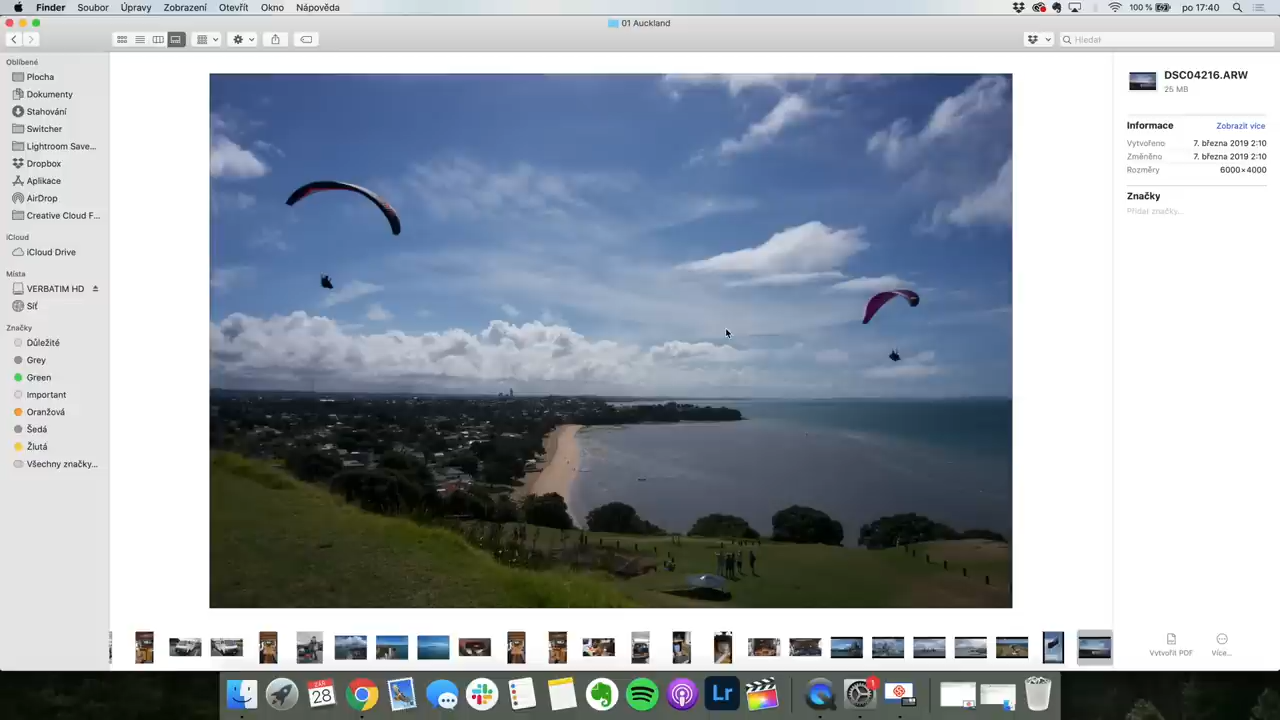 Finder Soubor Úpravy Zobrazení Otevřít Okno Nápověda 100 % po 17:40
01 Auckland
Hledat
Oblíbené
Plocha
Dokumenty
Stahování
Switcher
Lightroom Save...
Dropbox
Aplikace
AirDrop
Creative Cloud F...
iCloud
iCloud Drive
Místa
VERBATIM HD
Síť
Značky
Důležité
Grey
Green
Important
Oranžová
Šedá
Žlutá
Všechny značky...
DSC04216.ARW
25 MB
Informace Zobrazit více
Vytvořeno 7. března 2019 2:10
Změněno 7. března 2019 2:10
Rozměry 6000×4000
Značky
Přidat značky...
Vytvořit PDF
Více...
28
Lr
1